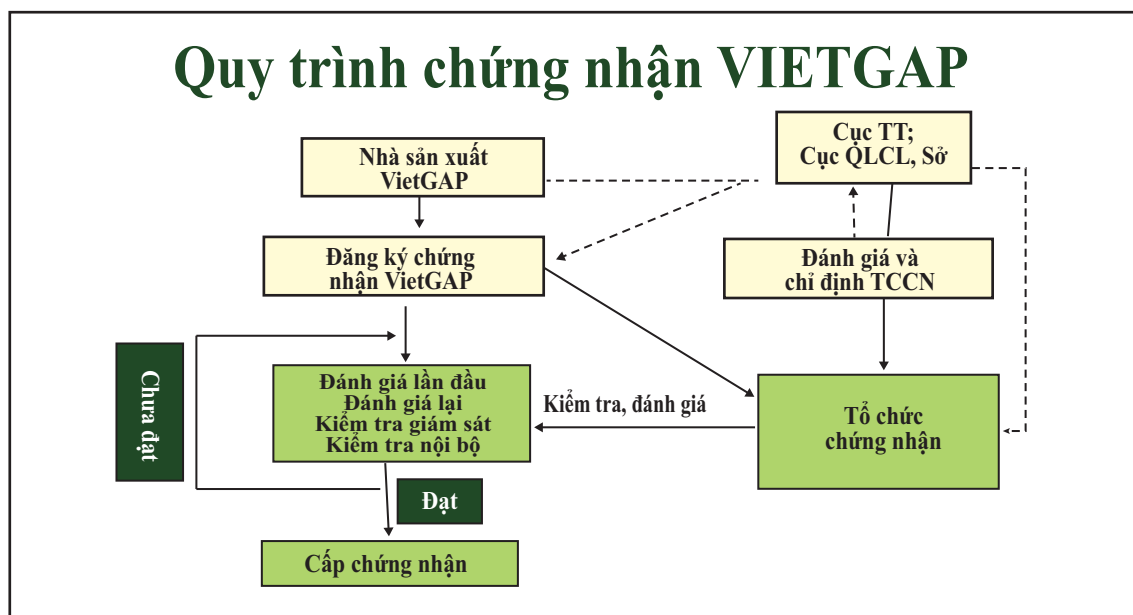 Quy trình chứng nhận VIETGAP
Nhà sản xuất
VietGAP
Cục TT;
Cục QLCL, Sở
Đăng ký chứng
nhận VietGAP
Đánh giá và
chỉ định TCCN
Chưa đạt
Đánh giá lần đầu
Đánh giá lại
Kiểm tra giám sát
Kiểm tra nội bộ
Kiểm tra, đánh giá
Tổ chức
chứng nhận
Đạt
Cấp chứng nhận